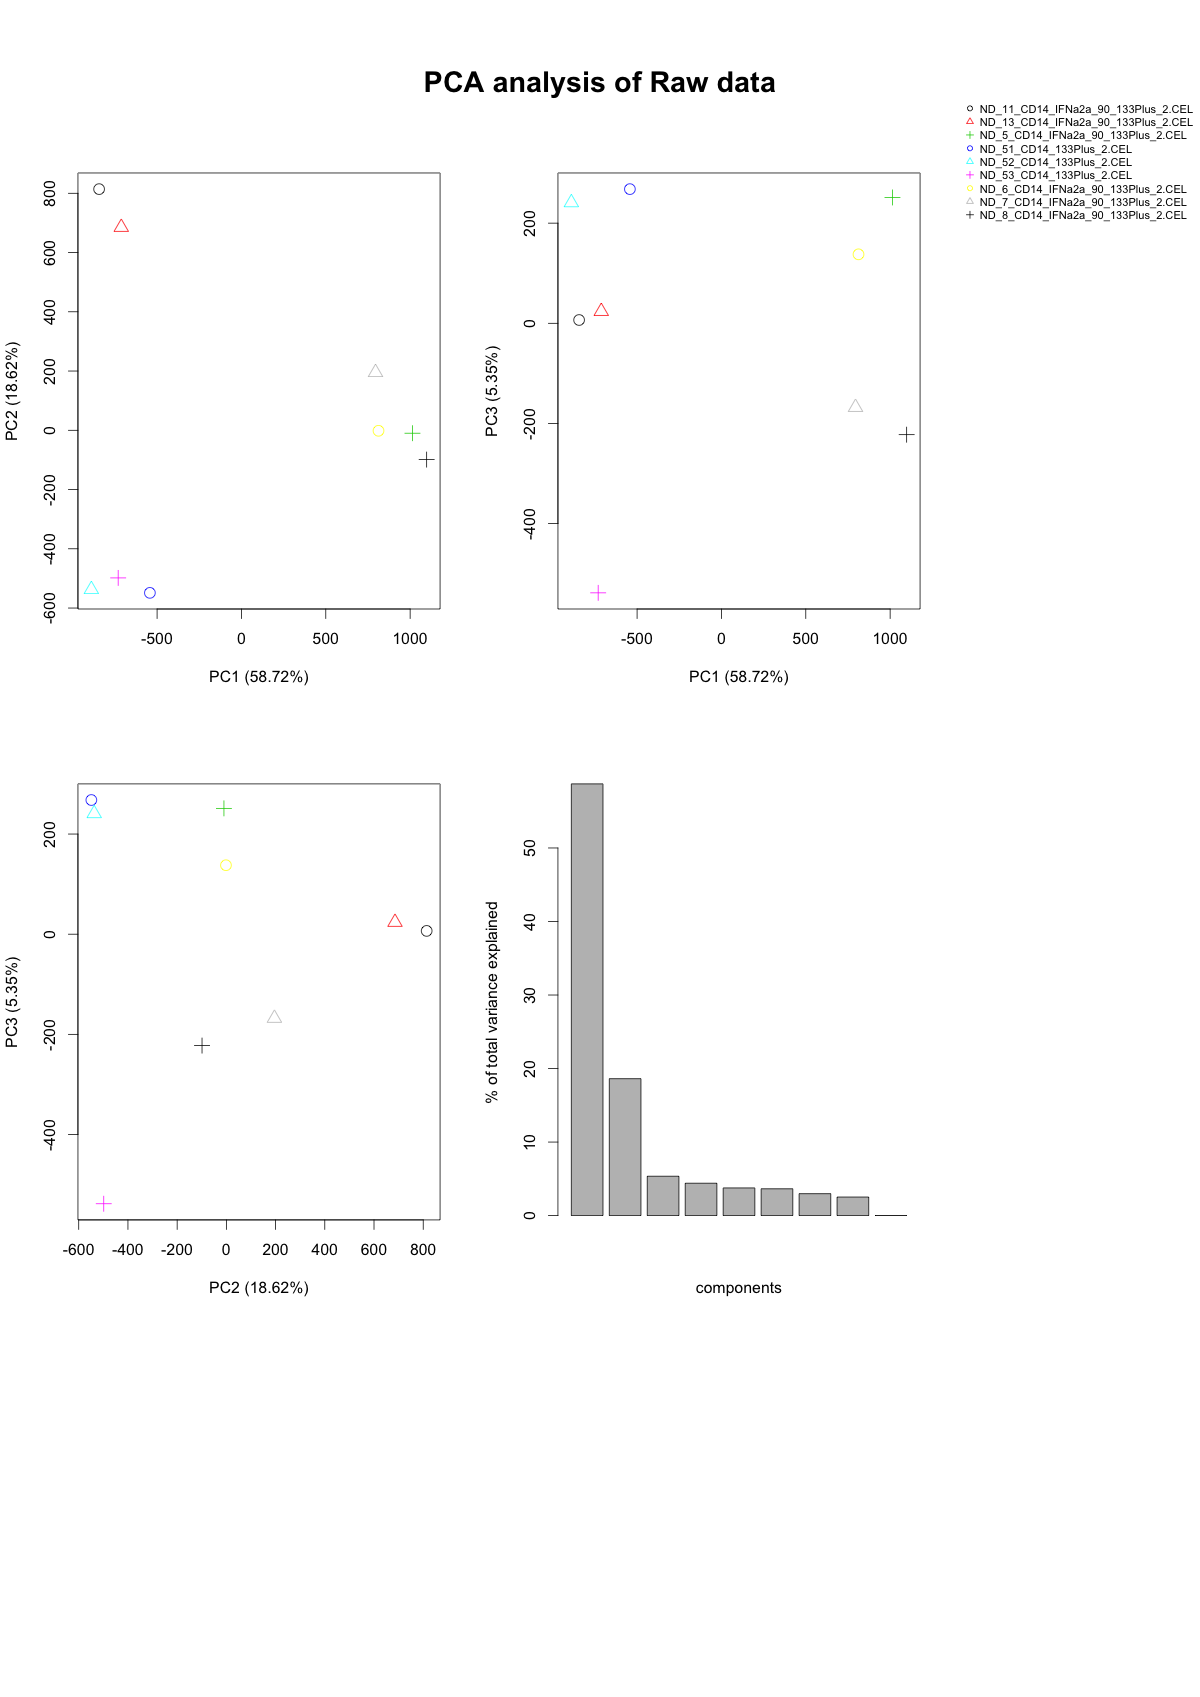 PCA analysis of Raw data
ND_11_CD14_IFNa2a_90_133Plus_2.CEL
ND_13_CD14_IFNa2a_90_133Plus_2.CEL
ND_5_CD14_IFNa2a_90_133Plus_2.CEL
ND_51_CD14_133Plus_2.CEL
ND_52_CD14_133Plus_2.CEL
ND_53_CD14_133Plus_2.CEL
ND_6_CD14_IFNa2a_90_133Plus_2.CEL
ND_7_CD14_IFNa2a_90_133Plus_2.CEL
ND_8_CD14_IFNa2a_90_133Plus_2.CEL
PC2 (18.62%)
-600 -400 -200 0 200 400 600 800
-500 0 500 1000
PC1 (58.72%)
PC3 (5.35%)
-400 -200 0 200
-500 0 500 1000
PC1 (58.72%)
PC3 (5.35%)
-400 -200 0 200
-600 -400 -200 0 200 400 600 800
PC2 (18.62%)
% of total variance explained
0 10 20 30 40 50
components